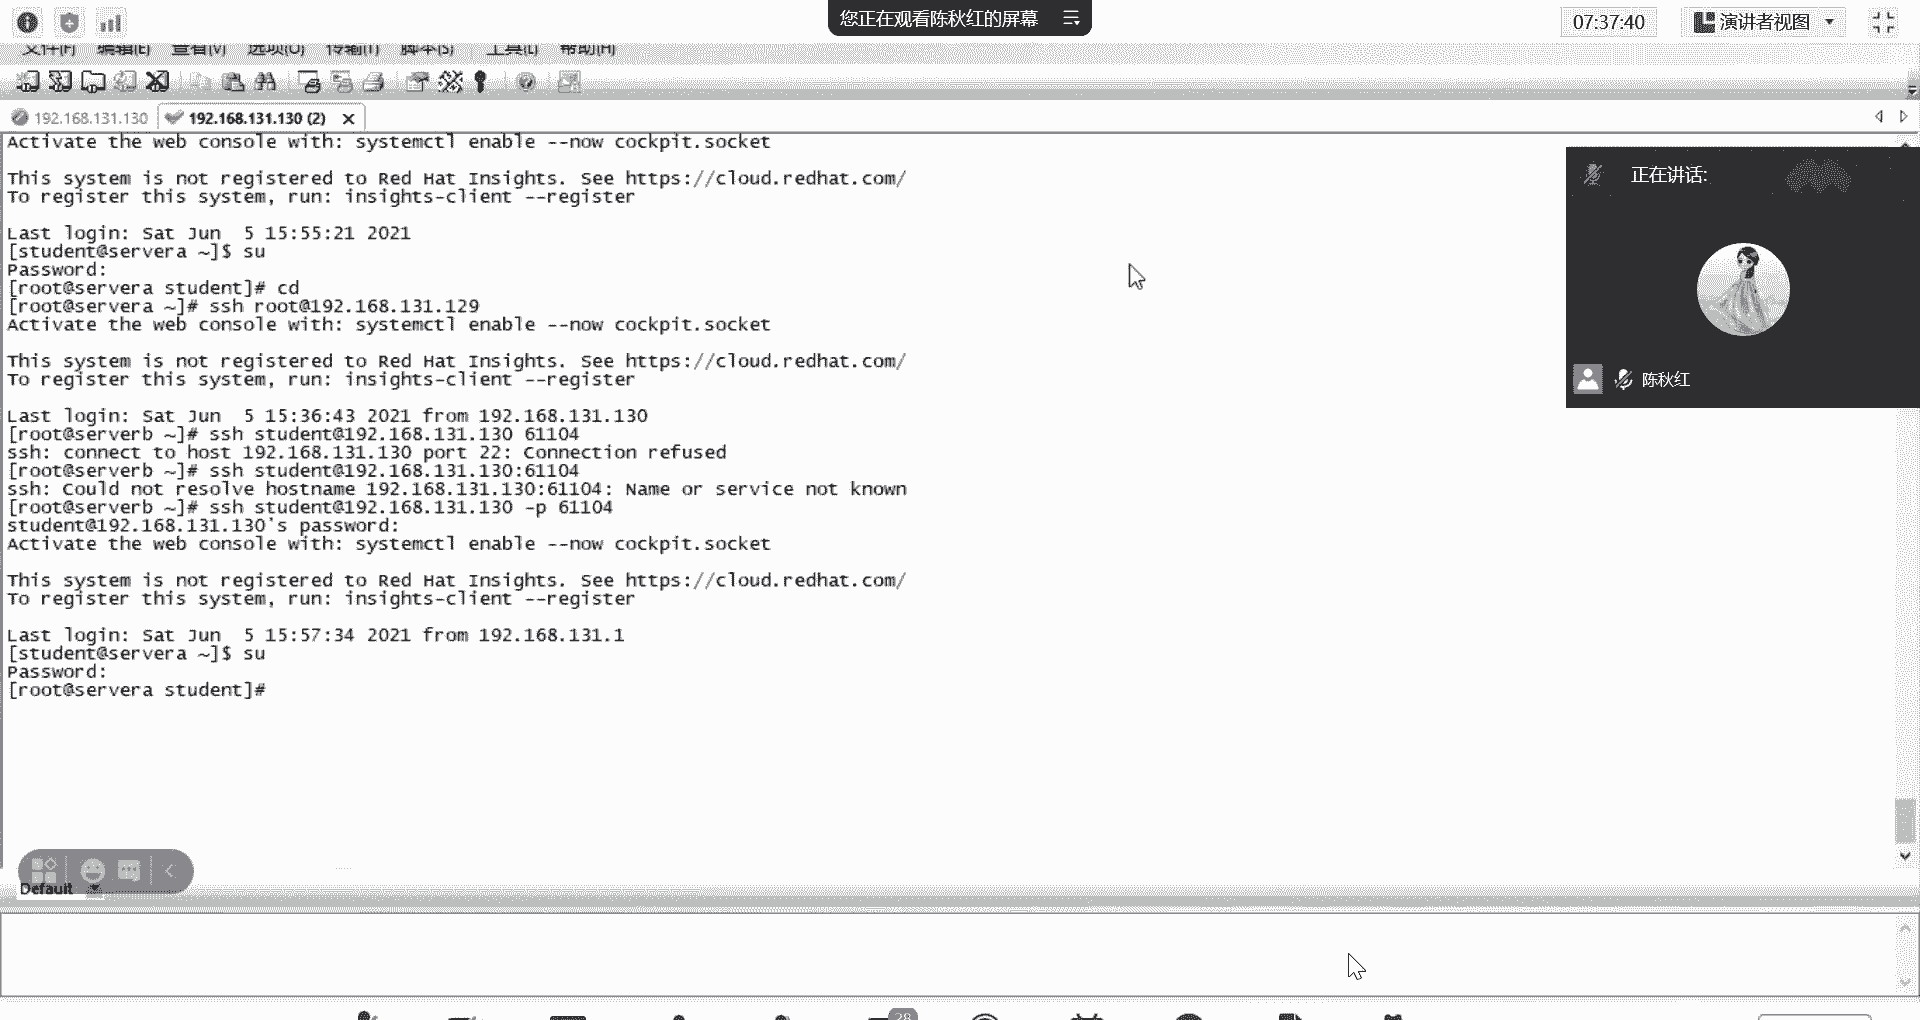 您正在观看陈秋红的屏幕
07:37:40
演讲者视图
文件(F) 编辑(E) 查看(V) 选项(O) 传输(T) 脚本(S) 工具(L) 帮助(H)
192.168.131.130
192.168.131.130 (2)
Activate the web console with: systemctl enable --now cockpit.socket
This system is not registered to Red Hat Insights. See https://cloud.redhat.com/
To register this system, run: insights-client --register
Last login: Sat Jun  5 15:55:21 2021
[student@servera ~]$ su
Password:
[root@servera student]# cd
[root@servera ~]# ssh root@192.168.131.129
Activate the web console with: systemctl enable --now cockpit.socket
This system is not registered to Red Hat Insights. See https://cloud.redhat.com/
To register this system, run: insights-client --register
Last login: Sat Jun  5 15:36:43 2021 from 192.168.131.130
[root@serverb ~]# ssh student@192.168.131.130 61104
ssh: connect to host 192.168.131.130 port 22: Connection refused
[root@serverb ~]# ssh student@192.168.131.130:61104
ssh: Could not resolve hostname 192.168.131.130:61104: Name or service not known
[root@serverb ~]# ssh student@192.168.131.130 -p 61104
student@192.168.131.130's password:
Activate the web console with: systemctl enable --now cockpit.socket
This system is not registered to Red Hat Insights. See https://cloud.redhat.com/
To register this system, run: insights-client --register
Last login: Sat Jun  5 15:57:34 2021 from 192.168.131.1
[student@servera ~]$ su
Password:
[root@servera student]#
正在讲话:
陈秋红
Default
28